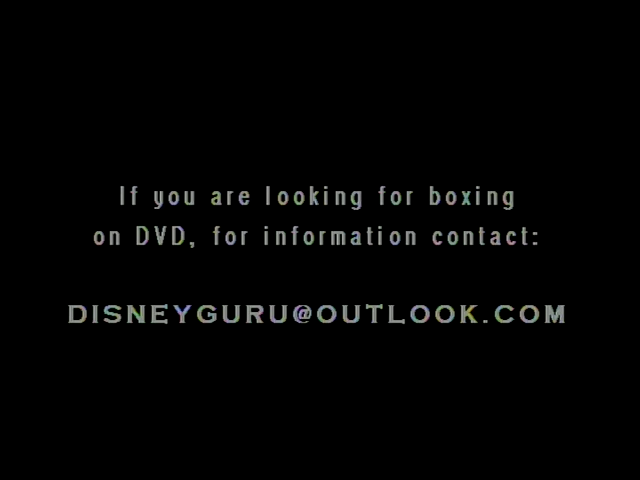 If you are looking for boxing
on DVD, for information contact:
DISNEYGURU@OUTLOOK.COM